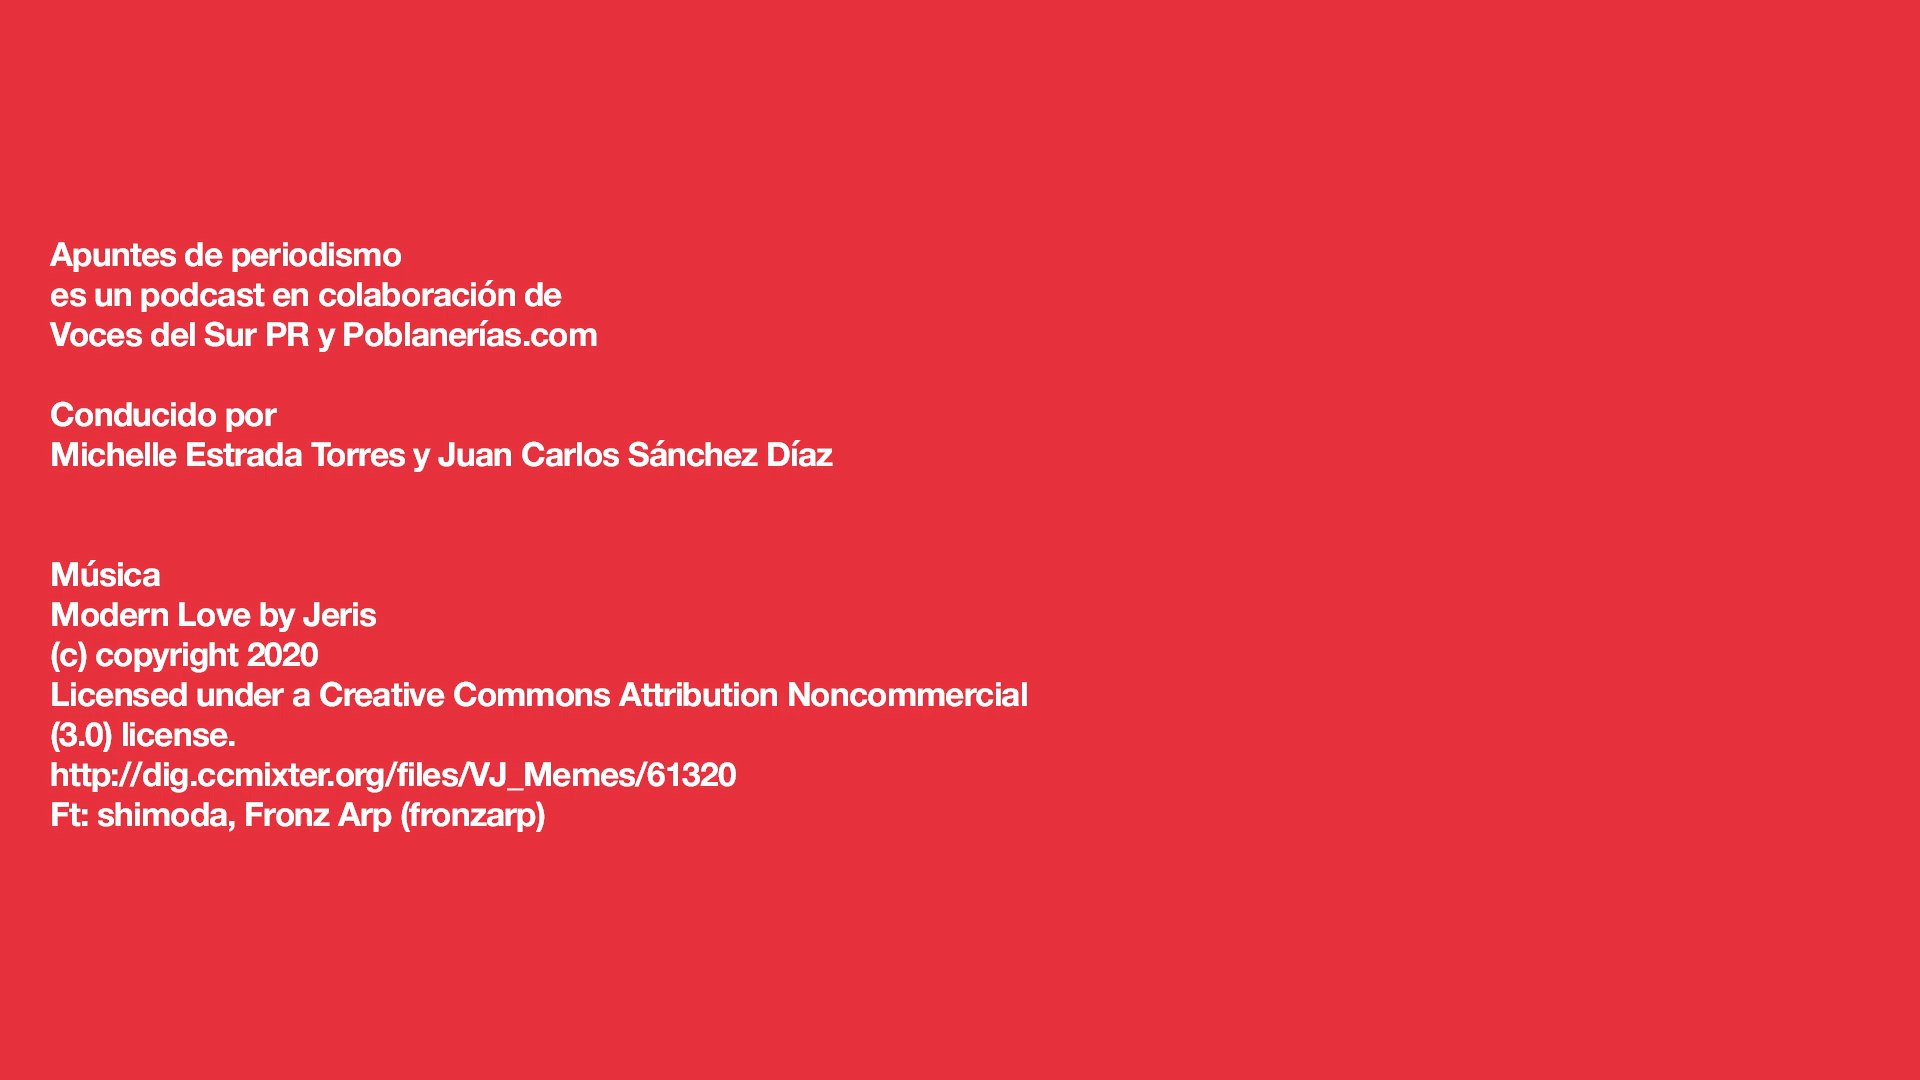 Apuntes de periodismo
es un podcast en colaboración de
Voces del Sur PR y Poblanerías.com
Conducido por
Michelle Estrada Torres y Juan Carlos Sánchez Díaz
Música
Modern Love by Jeris
(c) copyright 2020
Licensed under a Creative Commons Attribution Noncommercial
(3.0) license.
http://dig.ccmixter.org/files/VJ_Memes/61320
Ft: shimoda, Fronz Arp (fronzarp)